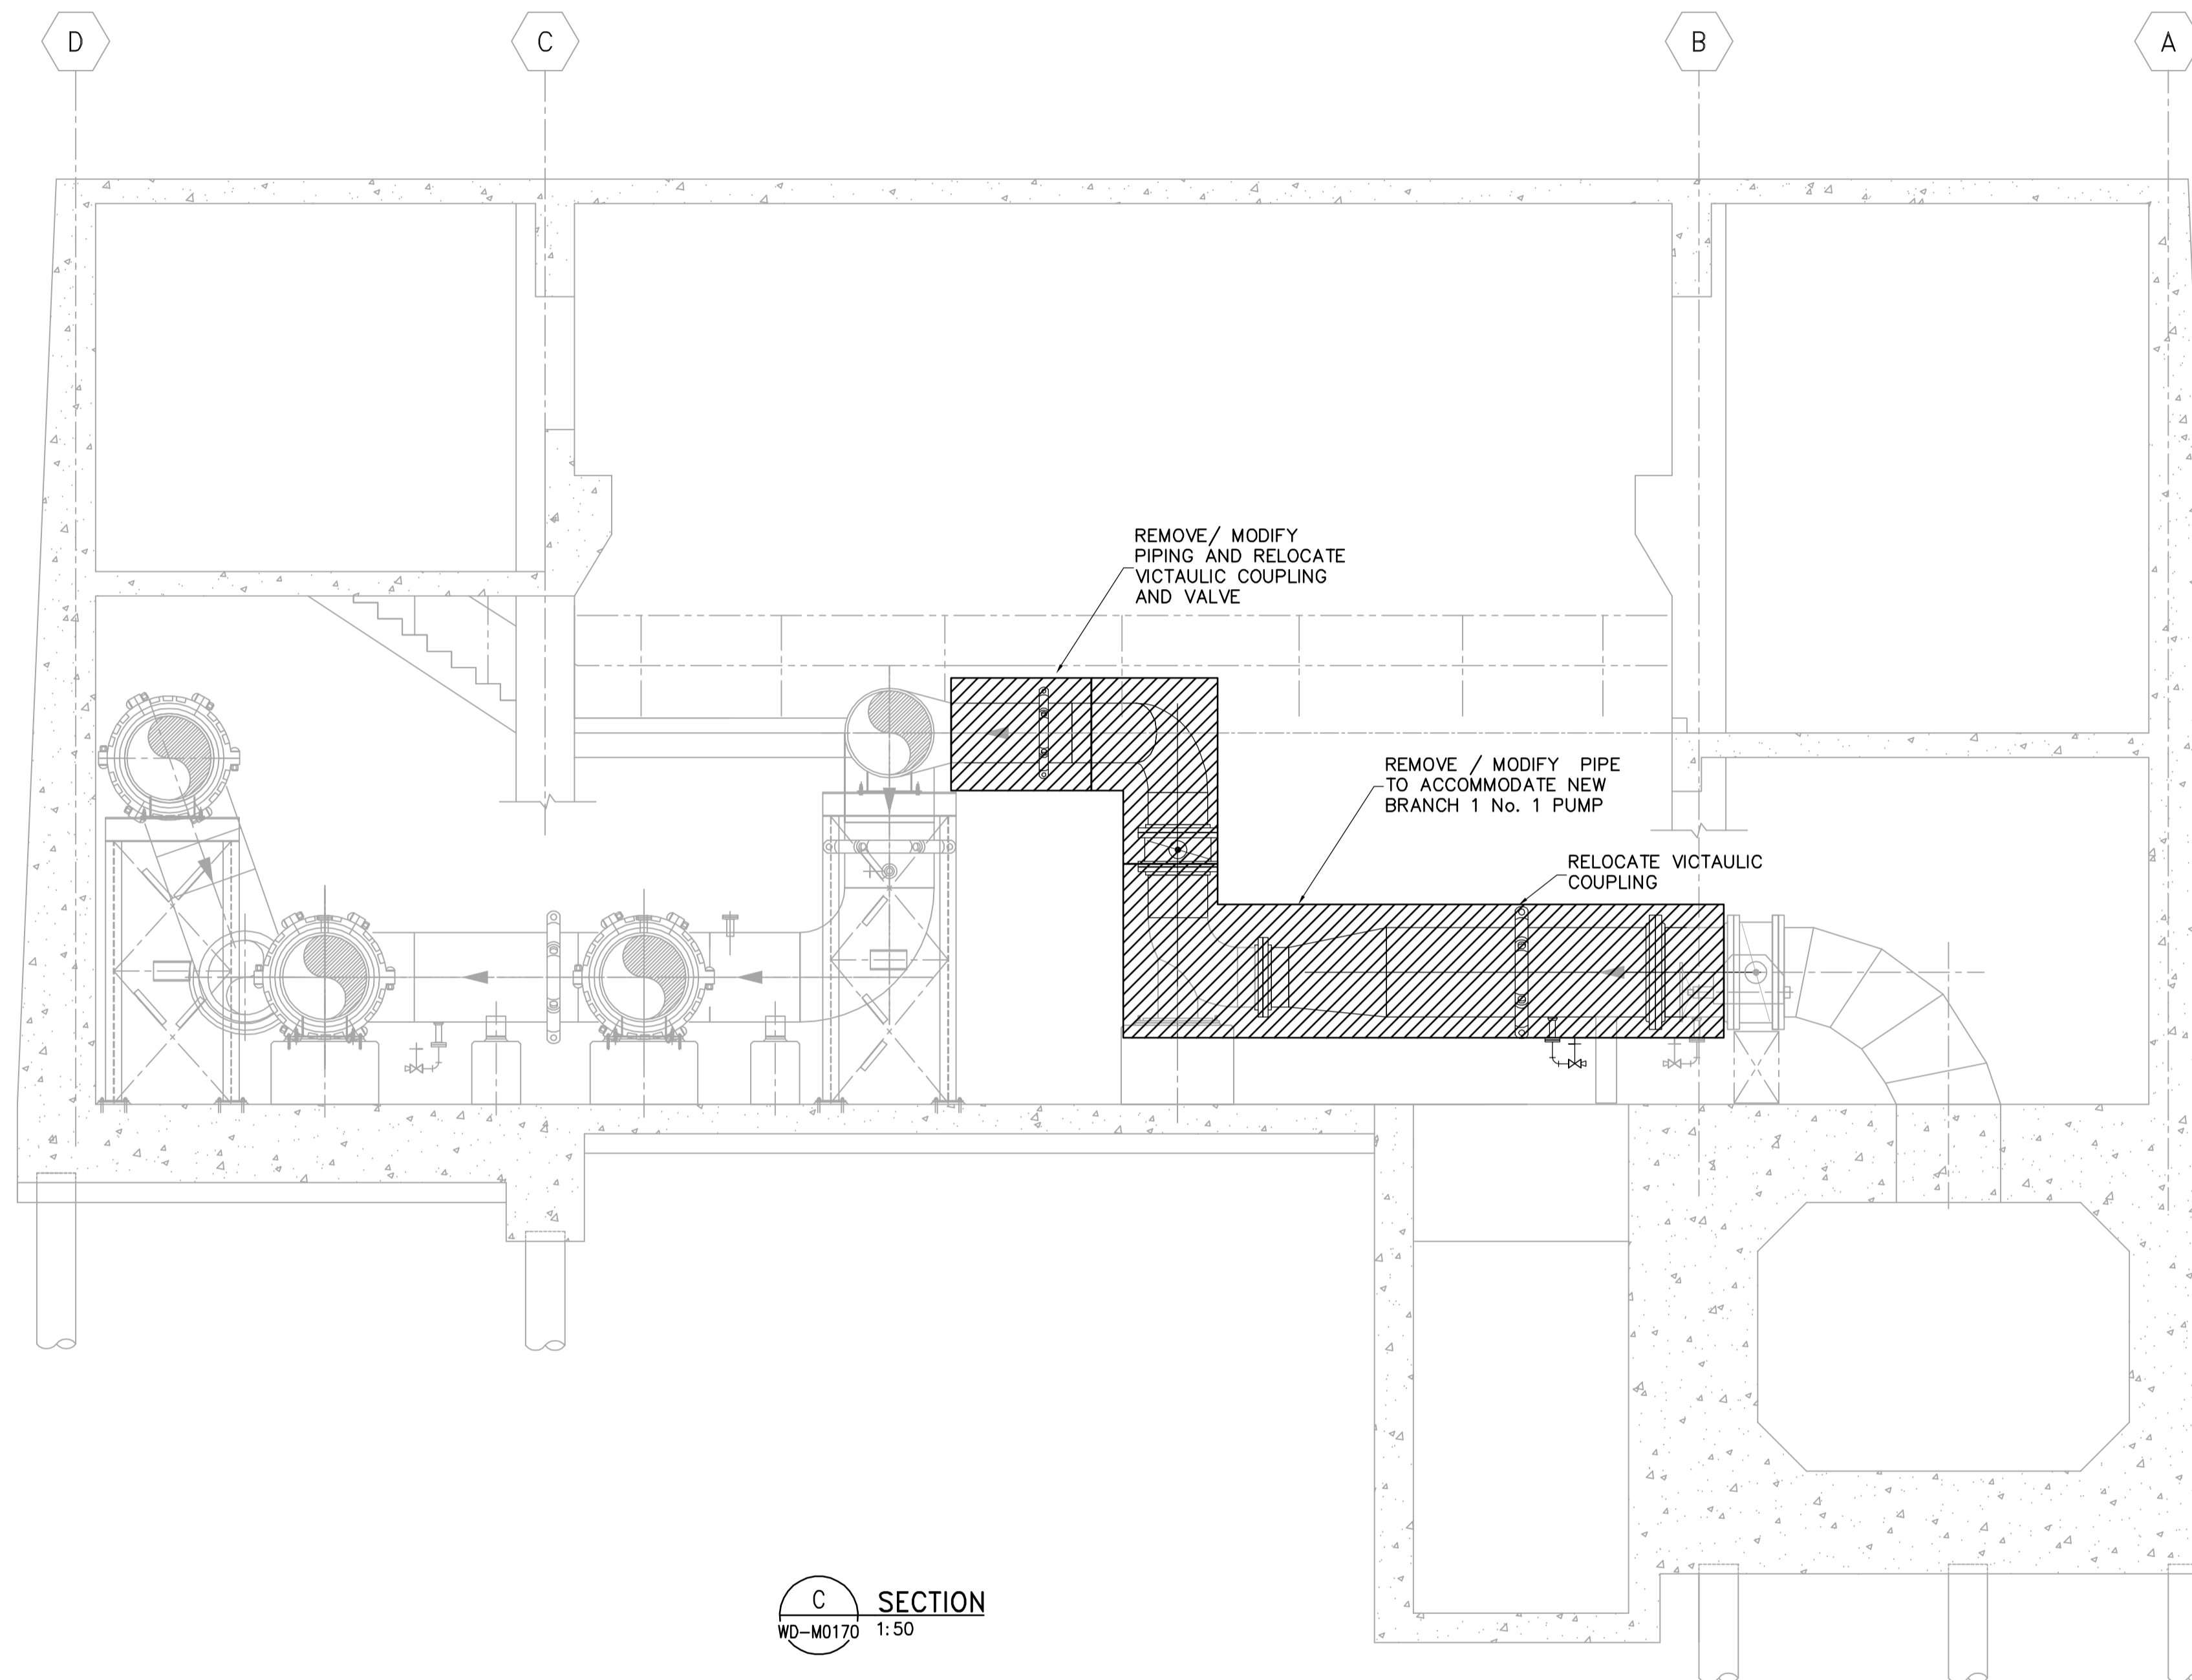 D
C
B
A
REMOVE/ MODIFY
PIPING AND RELOCATE
VICTAULIC COUPLING
AND VALVE
REMOVE / MODIFY PIPE
TO ACCOMMODATE NEW
BRANCH 1 No. 1 PUMP
RELOCATE VICTAULIC
COUPLING
C
WD-M0170
SECTION
1:50